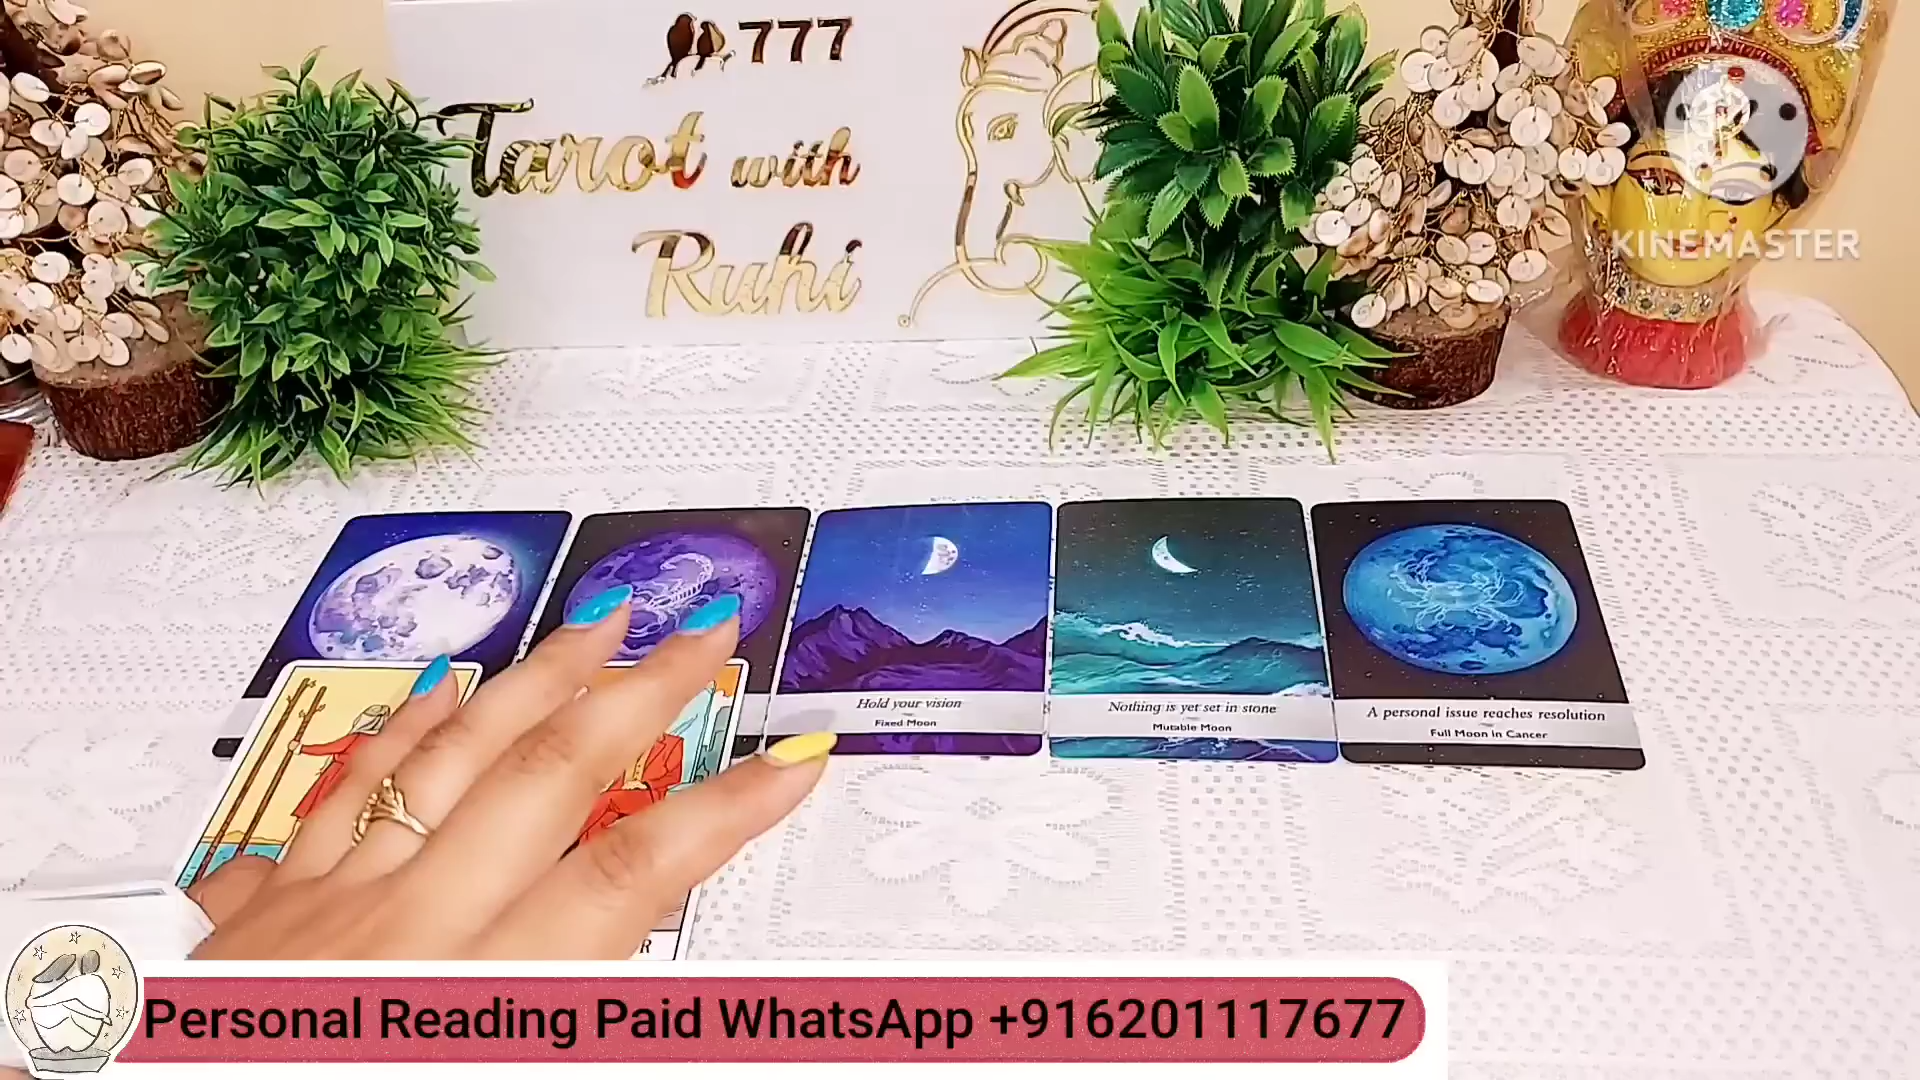 777
Tarot with
Ruhi
KINEMASTER
Hold your vision
Fixed Moon
Nothing is yet set in stone
Mutable Moon
A personal issue reaches resolution
Full Moon in Cancer
Personal Reading Paid WhatsApp +916201117677